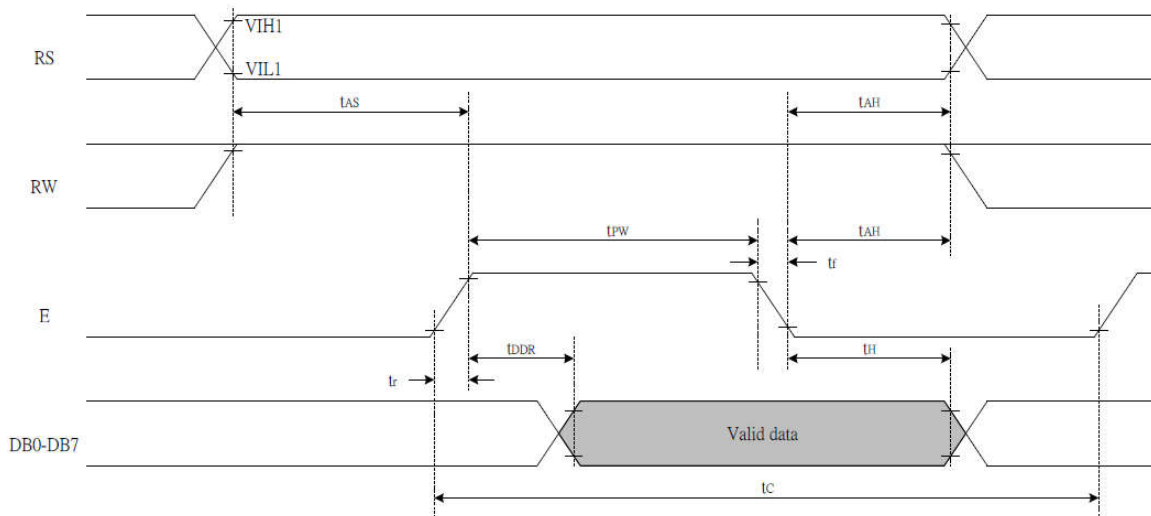 VIH1
RS
VIL1
tAS
tAH
RW
tPW
tAH
tf
E
tDDR
tH
tr
Valid data
DB0-DB7
tC